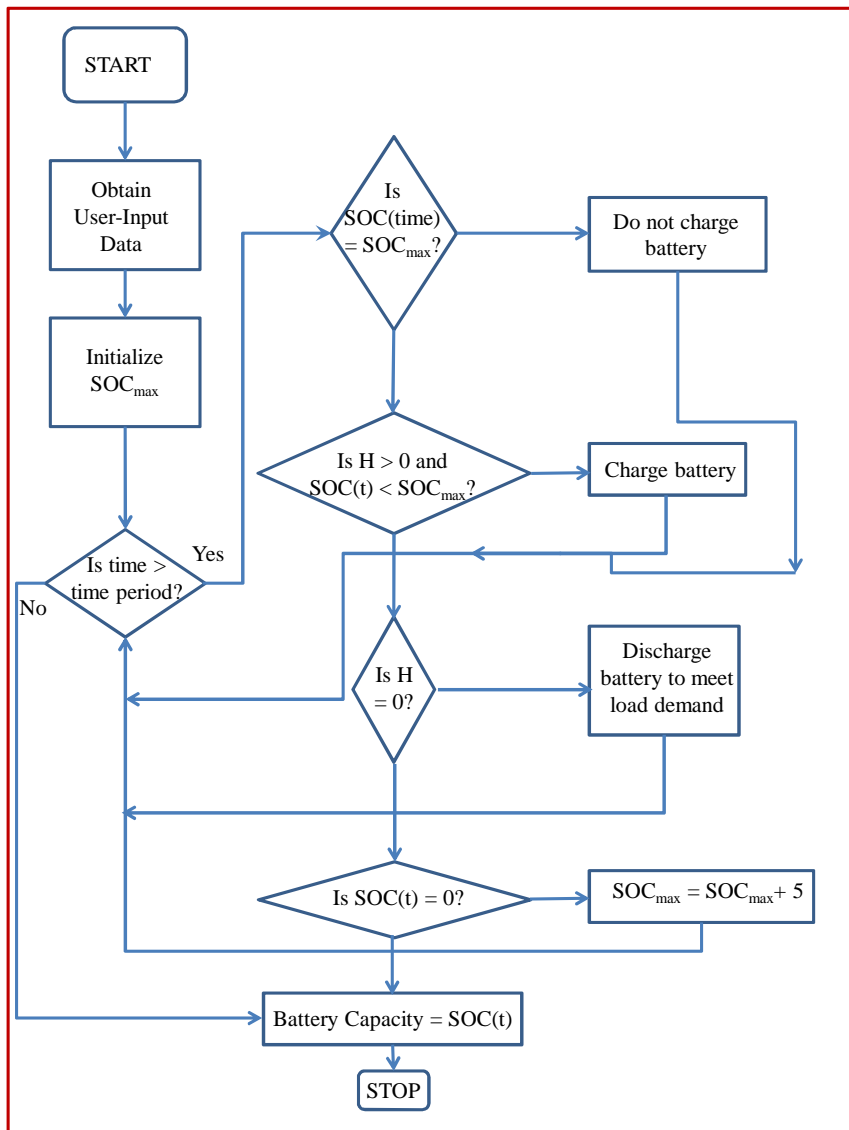 START
Obtain
User-Input
Data
Initialize
SOCmax
Is time >
time period?
Yes
No
Is
SOC(time)
= SOCmax?
Do not charge
battery
Is H > 0 and
SOC(t) < SOCmax?
Charge battery
Is H
= 0?
Discharge
battery to meet
load demand
Is SOC(t) = 0?
SOCmax = SOCmax+ 5
Battery Capacity = SOC(t)
STOP